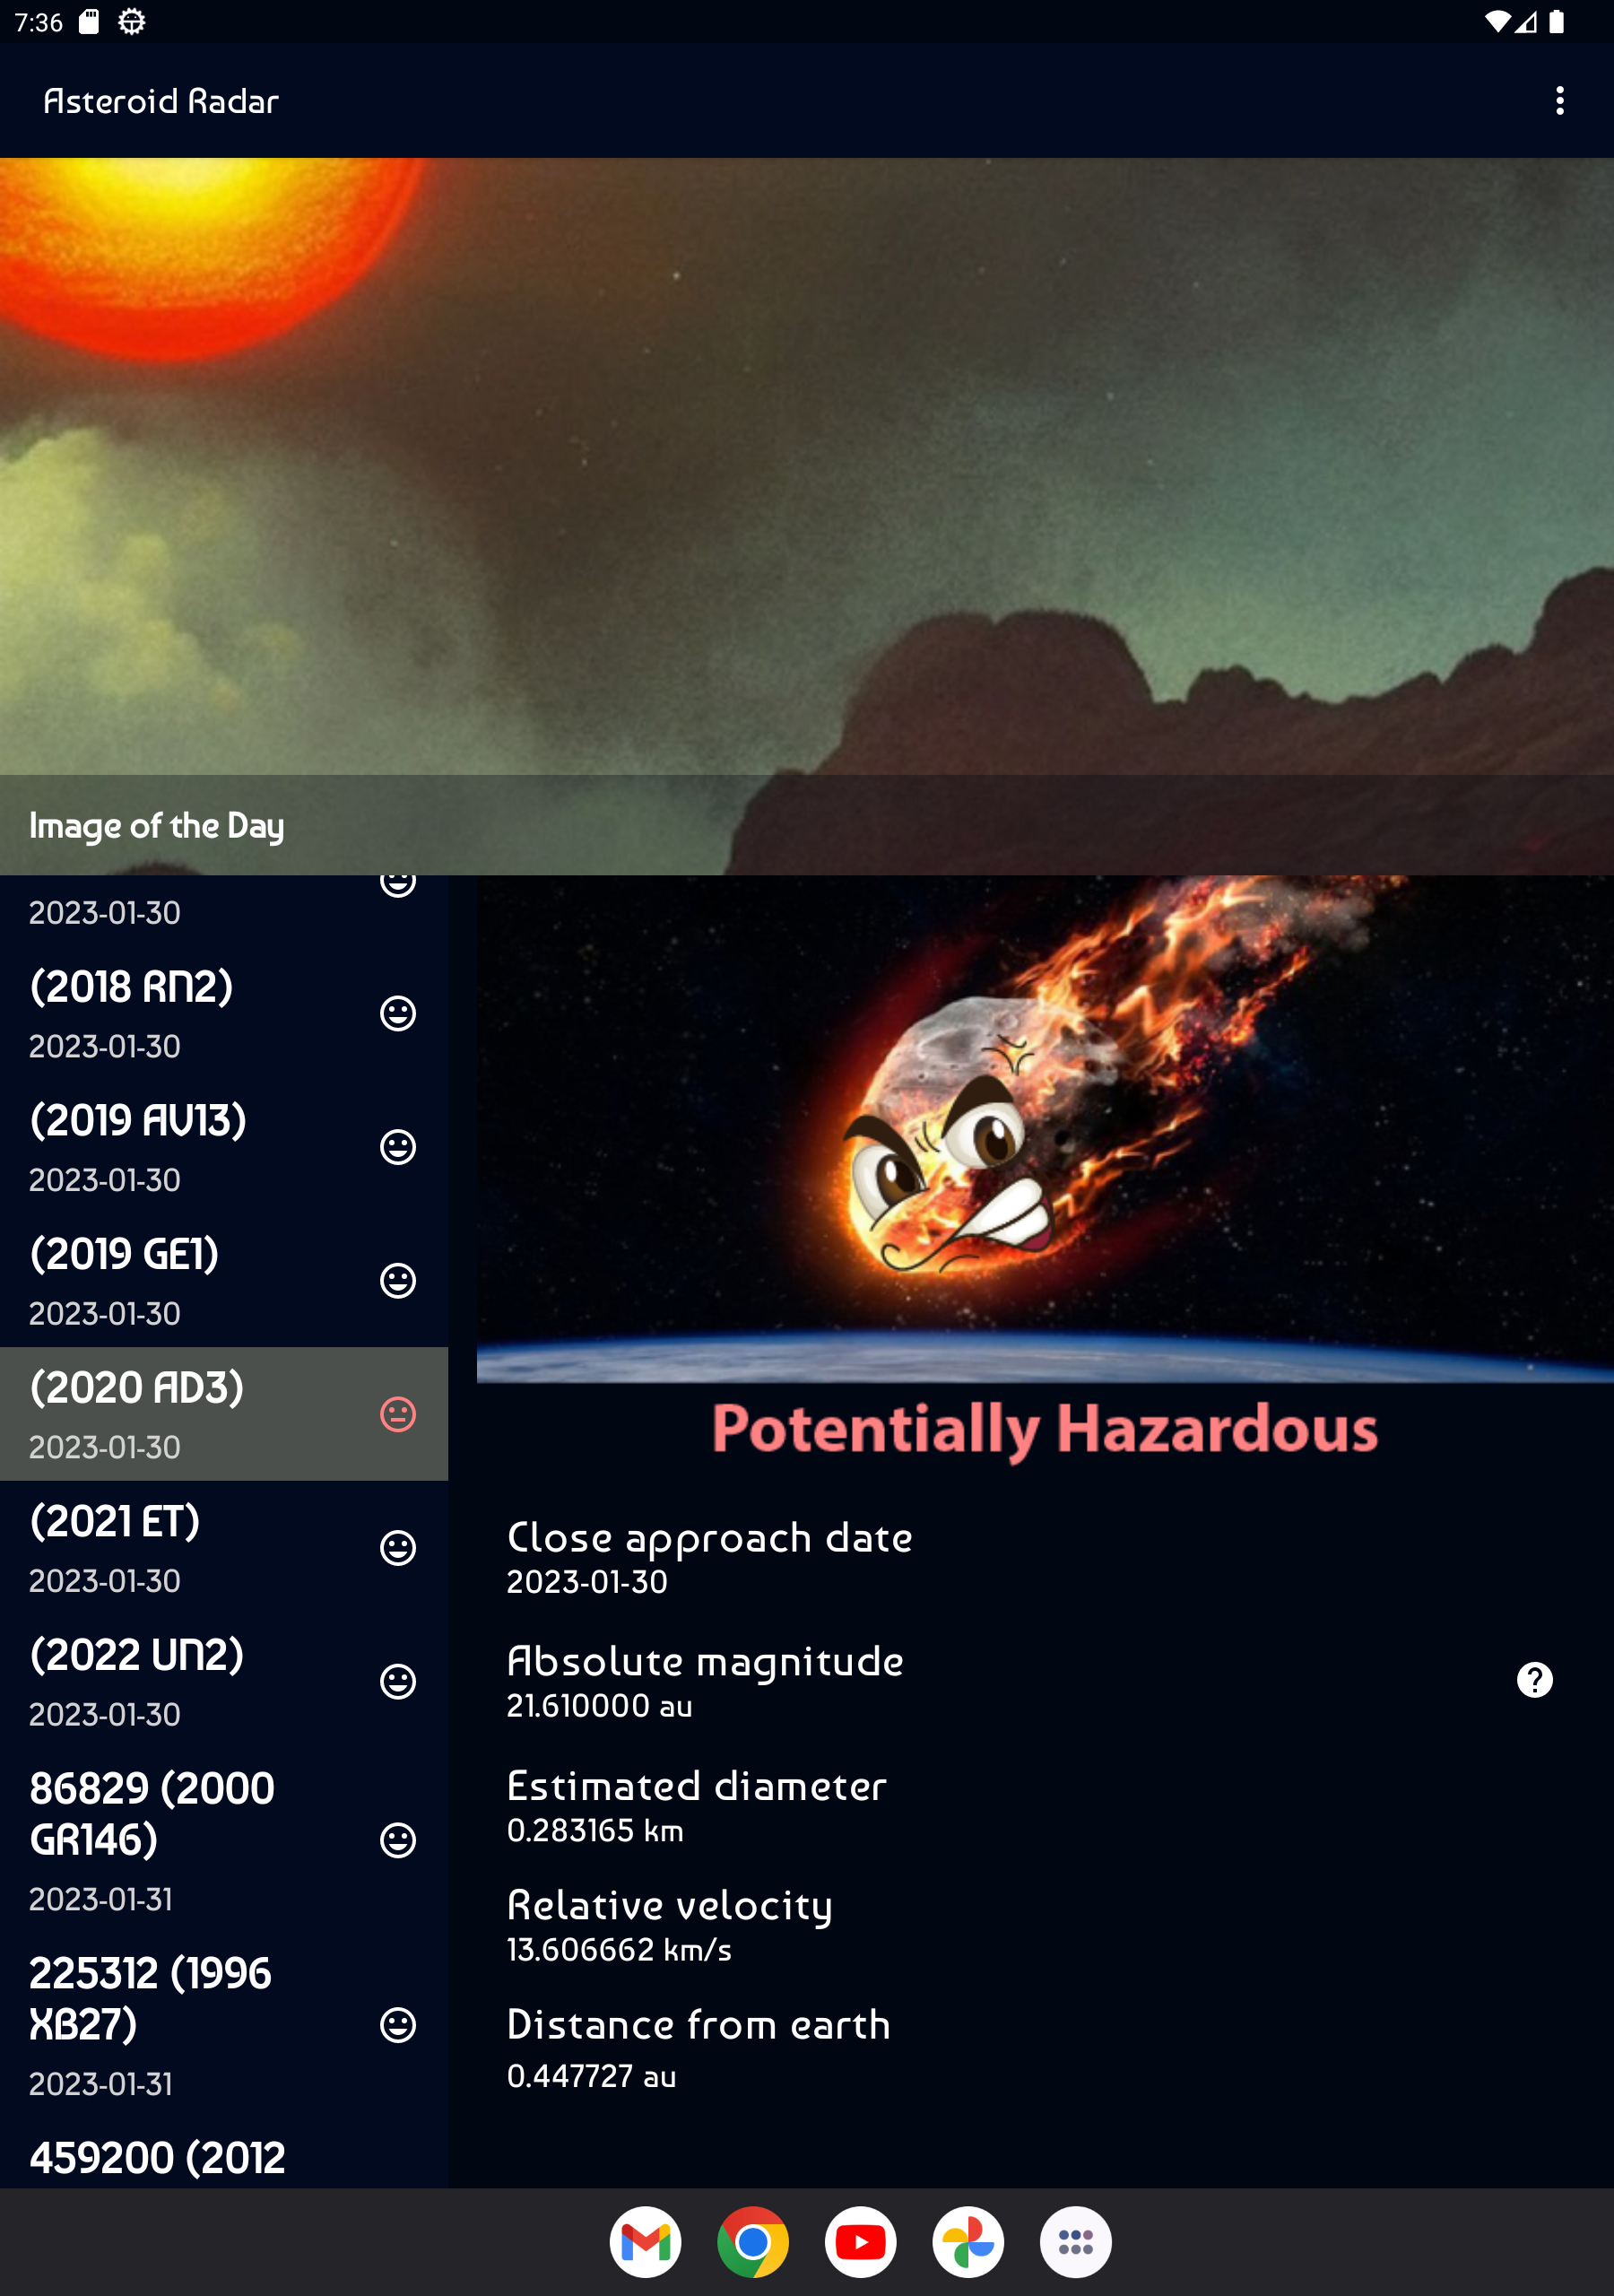 7:36
Asteroid Radar
Image of the Day
2023-01-30
(2018 RN2)
2023-01-30
(2019 AV13)
2023-01-30
(2019 GE1)
2023-01-30
(2020 AD3)
2023-01-30
(2021 ET)
2023-01-30
(2022 UN2)
2023-01-30
86829 (2000
GR146)
2023-01-31
225312 (1996
XB27)
2023-01-31
459200 (2012
Potentially Hazardous
Close approach date
2023-01-30
Absolute magnitude
21.610000 au
?
Estimated diameter
0.283165 km
Relative velocity
13.606662 km/s
Distance from earth
0.447727 au